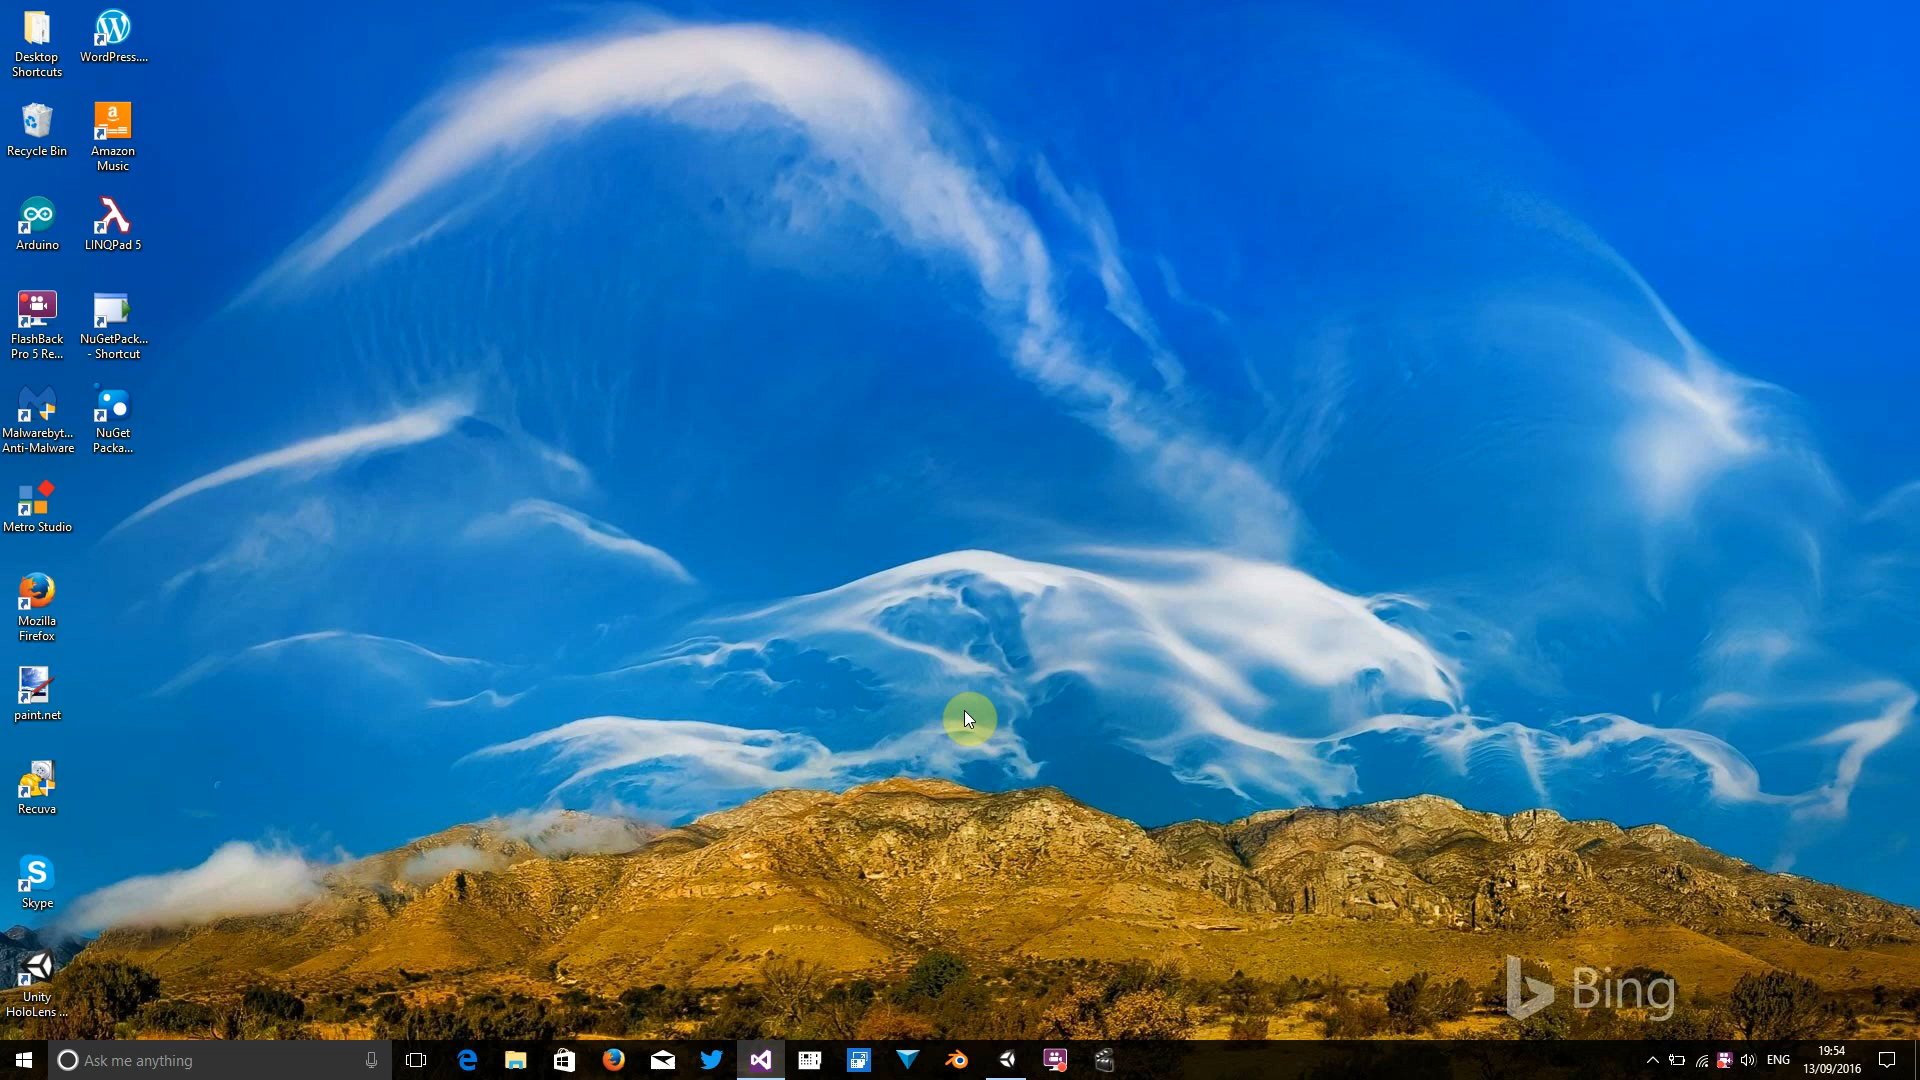 Desktop
Shortcuts
WordPress....
Recycle Bin
Amazon
Music
Arduino
LINQPad 5
FlashBack
Pro 5 Re...
NuGetPack...
- Shortcut
Malwarebyt...
Anti-Malware
NuGet
Packa...
Metro Studio
Mozilla
Firefox
paint.net
Recuva
Skype
Unity
HoloLens ...
Bing
Ask me anything
ENG
19:54
13/09/2016